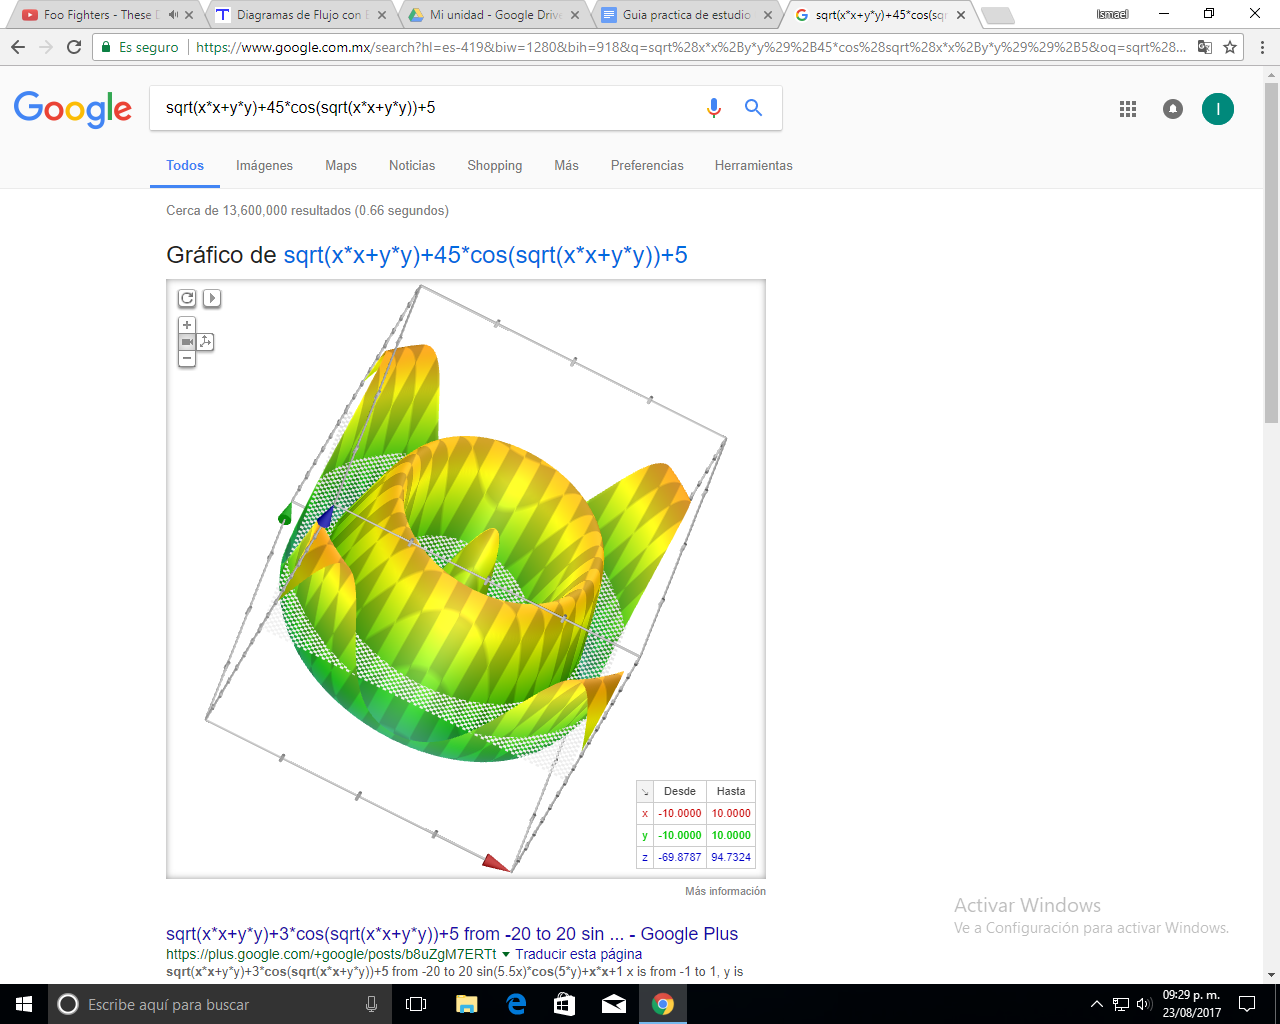 Foo Fighters - These D
Diagramas de Flujo con E
Mi unidad - Google Drive
Guia practica de estudio
sqrt(x*x+y*y)+45*cos(sqr
Ismael
Es seguro
https://www.google.com.mx/search?hl=es-419&biw=1280&bih=918&q=sqrt%28x*x%2By*y%29%2B45*cos%28sqrt%28x*x%2By*y%29%29%2B5&oq=sqrt%28...
Google
sqrt(x*x+y*y)+45*cos(sqrt(x*x+y*y))+5
I
Todos
Imágenes
Maps
Noticias
Shopping
Más
Preferencias
Herramientas
Cerca de 13,600,000 resultados (0.66 segundos)
Gráfico de sqrt(x*x+y*y)+45*cos(sqrt(x*x+y*y))+5
Desde Hasta
x -10.0000 10.0000
y -10.0000 10.0000
z -69.8787 94.7324
Más información
sqrt(x*x+y*y)+3*cos(sqrt(x*x+y*y))+5 from -20 to 20 sin ... - Google Plus
https://plus.google.com/+google/posts/b8uZgM7ERTt Traducir esta página
sqrt(x*x+y*y)+3*cos(sqrt(x*x+y*y))+5 from -20 to 20 sin(5.5x)*cos(5*y)+x*x+1 x is from -1 to 1, y is
Activar Windows
Ve a Configuración para activar Windows.
Escribe aquí para buscar
09:29 p. m.
23/08/2017